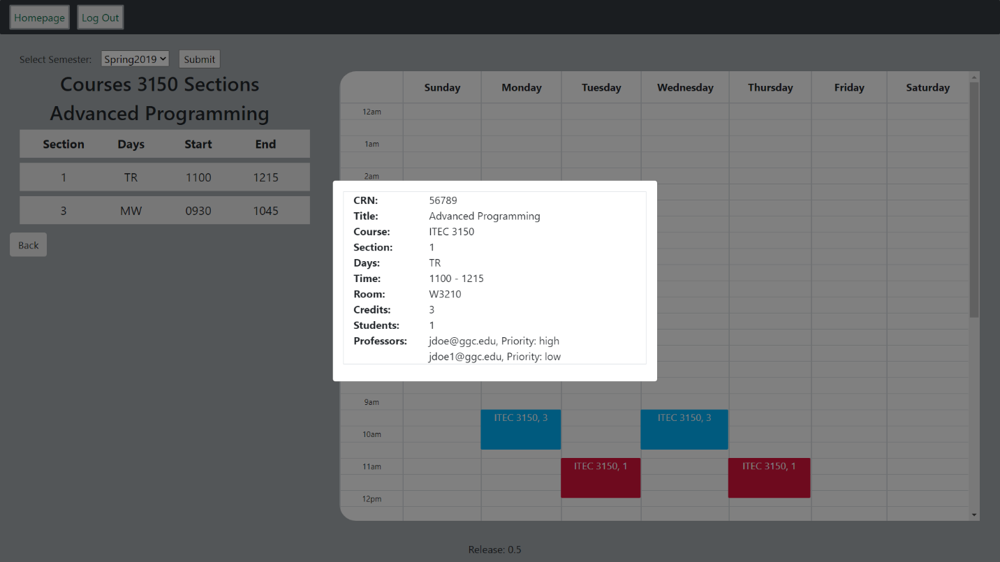 Homepage Log Out
Select Semester: Spring2019 Submit
Courses 3150 Sections
Advanced Programming
Section Days Start End
1 TR 1100 1215
3 MW 0930 1045
Back
Sunday Monday Tuesday Wednesday Thursday Friday Saturday
12am
1am
2am
CRN: 56789
Title: Advanced Programming
Course: ITEC 3150
Section: 1
Days: TR
Time: 1100 - 1215
Room: W3210
Credits: 3
Students: 1
Professors: jdoe@ggc.edu, Priority: high
jdoe1@ggc.edu, Priority: low
9am
ITEC 3150, 3 ITEC 3150, 3
10am
11am ITEC 3150, 1 ITEC 3150, 1
12pm
Release: 0.5